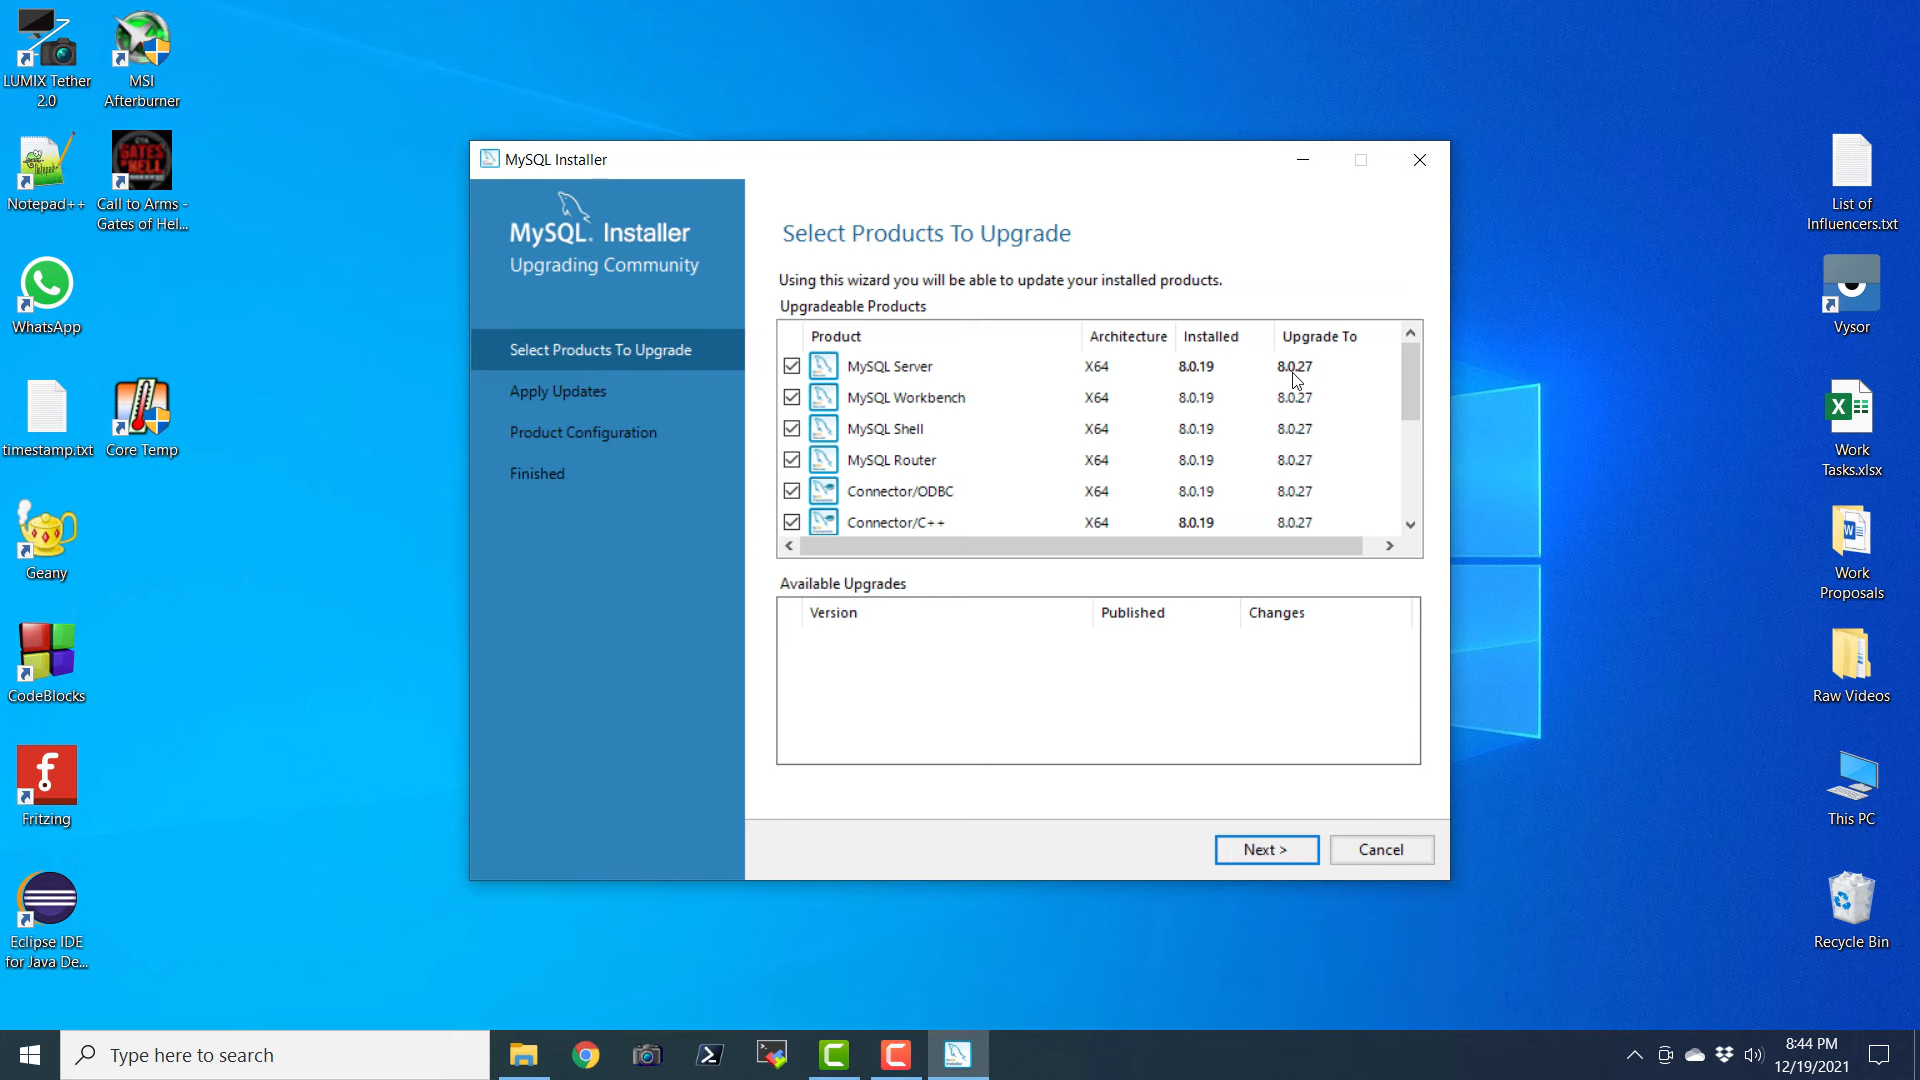 LUMIX Tether
2.0
MSI
Afterburner
Notepad++
GATES OF HELL
Call to Arms -
Gates of Hel...
WhatsApp
timestamp.txt
Core Temp
Geany
CodeBlocks
Fritzing
Eclipse IDE
for Java De...
MySQL Installer
MySQL. Installer
Upgrading Community
Select Products To Upgrade
Apply Updates
Product Configuration
Finished
Select Products To Upgrade
Using this wizard you will be able to update your installed products.
Upgradeable Products
Product Architecture Installed Upgrade To
MySQL Server X64 8.0.19 8.0.27
MySQL Workbench X64 8.0.19 8.0.27
MySQL Shell X64 8.0.19 8.0.27
MySQL Router X64 8.0.19 8.0.27
Connector/ODBC X64 8.0.19 8.0.27
Connector/C++ X64 8.0.19 8.0.27
Available Upgrades
Version Published Changes
Next >
Cancel
List of
Influencers.txt
Vysor
Work
Tasks.xlsx
Work
Proposals
Raw Videos
This PC
Recycle Bin
Type here to search
8:44 PM
12/19/2021